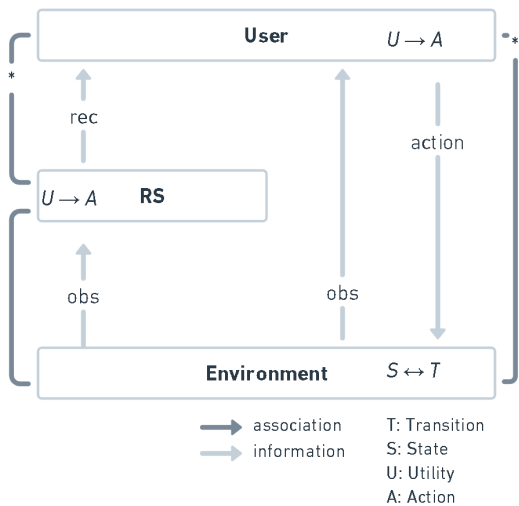 User U → A
*
*
rec
action
U → A RS
obs
obs
Environment S ↔ T
association
information
T: Transition
S: State
U: Utility
A: Action